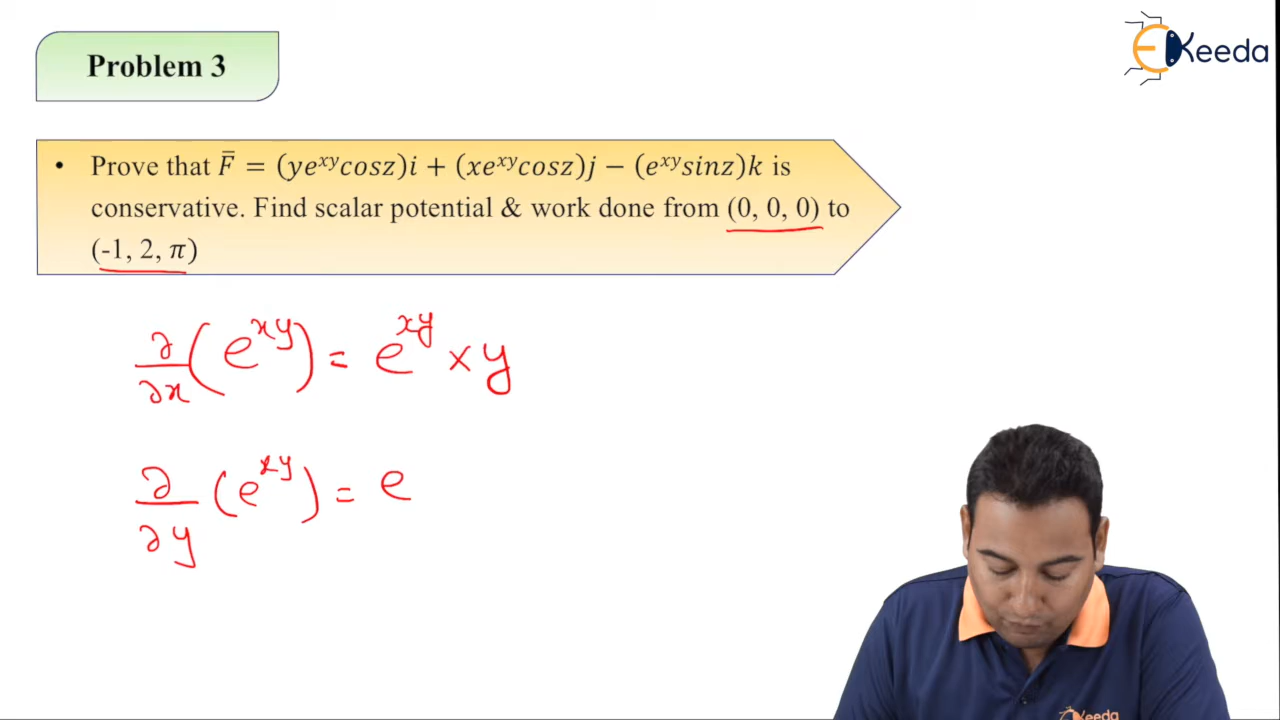 Problem 3
EKeeda
• Prove that F̄ = (ye^{xy}cosz)i + (xe^{xy}cosz)j − (e^{xy}sinz)k is
conservative. Find scalar potential & work done from (0, 0, 0) to
(-1, 2, π)
∂/∂x (e^{xy}) = e^{xy} × y
∂/∂y (e^{xy}) = e
Keeda